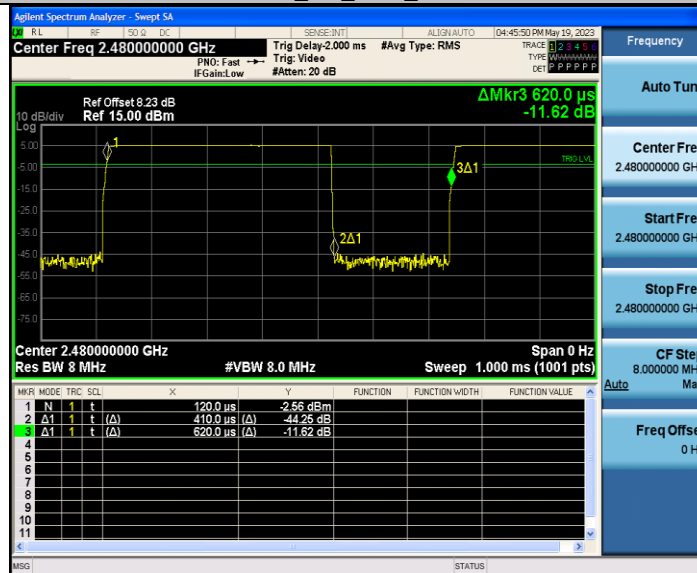 Agilent Spectrum Analyzer - Swept SA
RL RF 50 Ω DC SENSE:INT ALIGN AUTO 04:45:50 PM May 19, 2023
Center Freq 2.480000000 GHz
PNO: Fast
IFGain:Low
Trig Delay-2.000 ms
Trig: Video
#Atten: 20 dB
#Avg Type: RMS
TRACE 1 2 3 4 5 6
TYPE W
DET P P P P P P
Ref Offset 8.23 dB
10 dB/div Ref 15.00 dBm
Log
ΔMkr3 620.0 µs
-11.62 dB
5.00
-5.00
-15.0
-25.0
-35.0
-45.0
-55.0
-65.0
-75.0
1
TRIG LVL
3Δ1
2Δ1
Center 2.480000000 GHz Span 0 Hz
Res BW 8 MHz #VBW 8.0 MHz Sweep 1.000 ms (1001 pts)
MKR MODE TRC SCL X Y FUNCTION FUNCTION WIDTH FUNCTION VALUE
1 N 1 t 120.0 µs -2.56 dBm
2 Δ1 1 t (Δ) 410.0 µs (Δ) -44.25 dB
3 Δ1 1 t (Δ) 620.0 µs (Δ) -11.62 dB
4
5
6
7
8
9
10
11
MSG STATUS
Frequency
Auto Tun
Center Fre
2.480000000 GH
Start Fre
2.480000000 GH
Stop Fre
2.480000000 GH
CF Ste
8.000000 MH
Auto Ma
Freq Offse
0 H